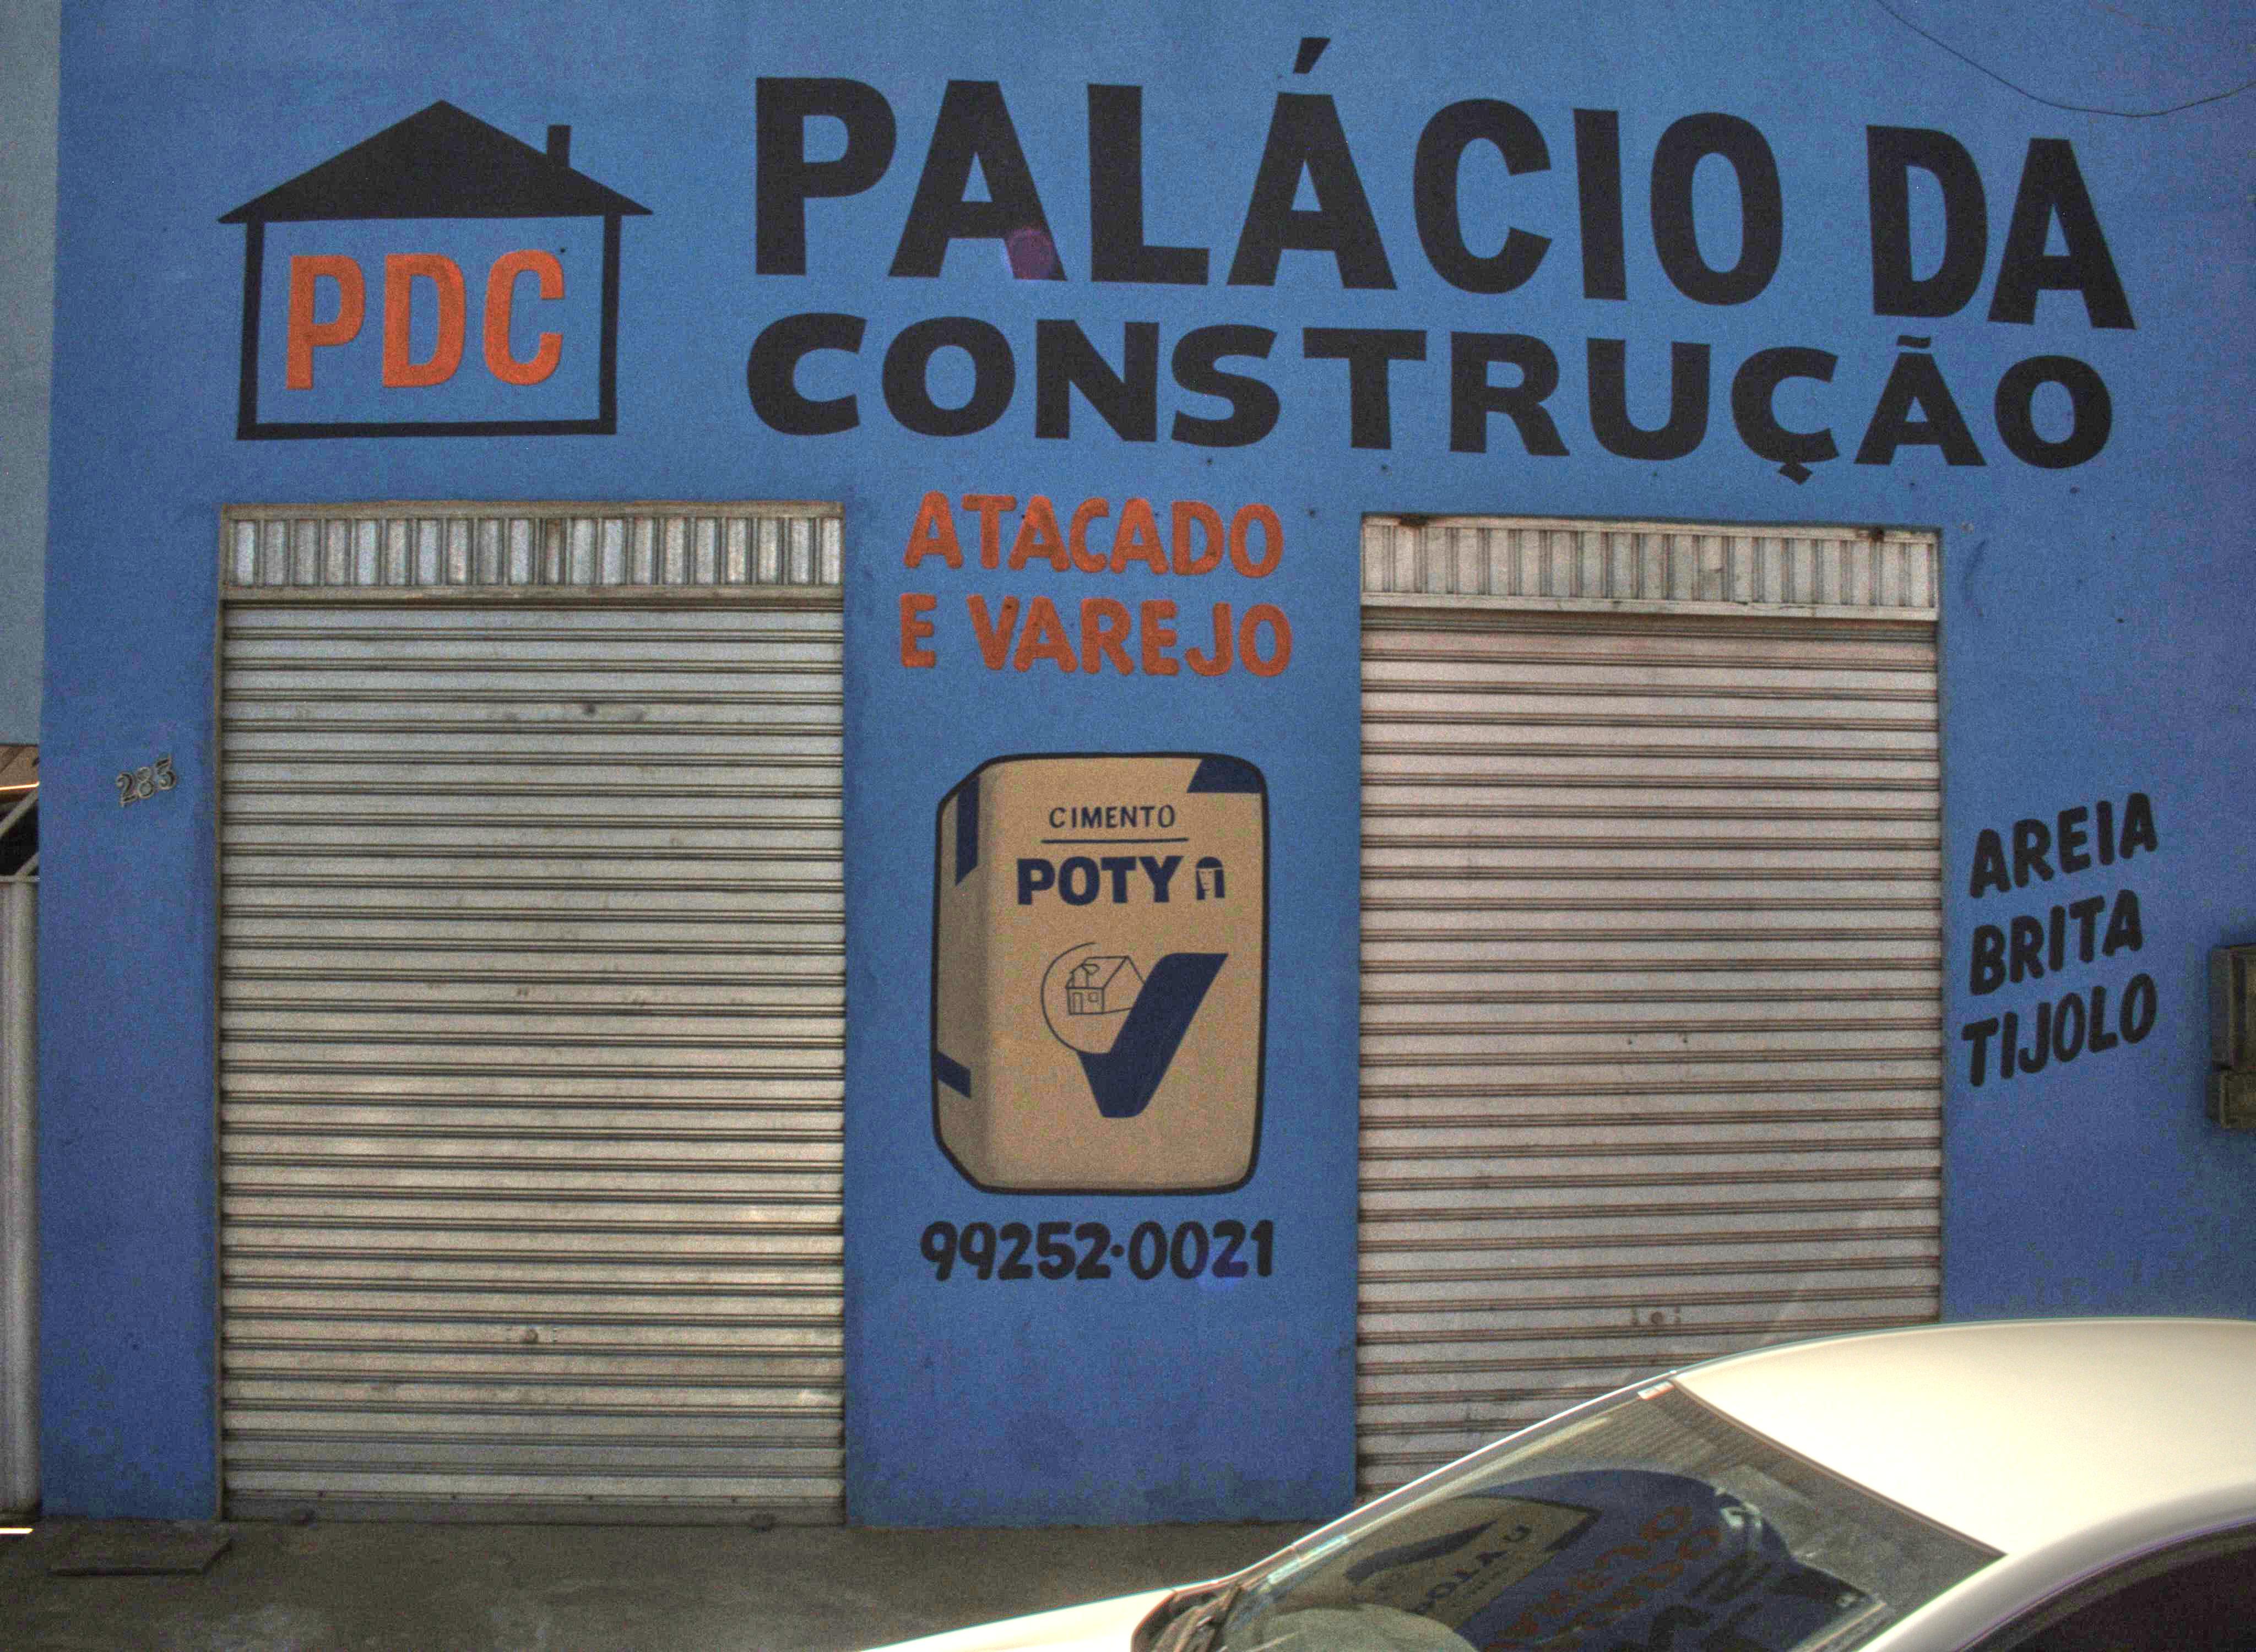 PDC
PALÁCIO DA
CONSTRUÇÃO
ATACADO
E VAREJO
283
CIMENTO
POTY
99252·0021
AREIA
BRITA
TIJOLO